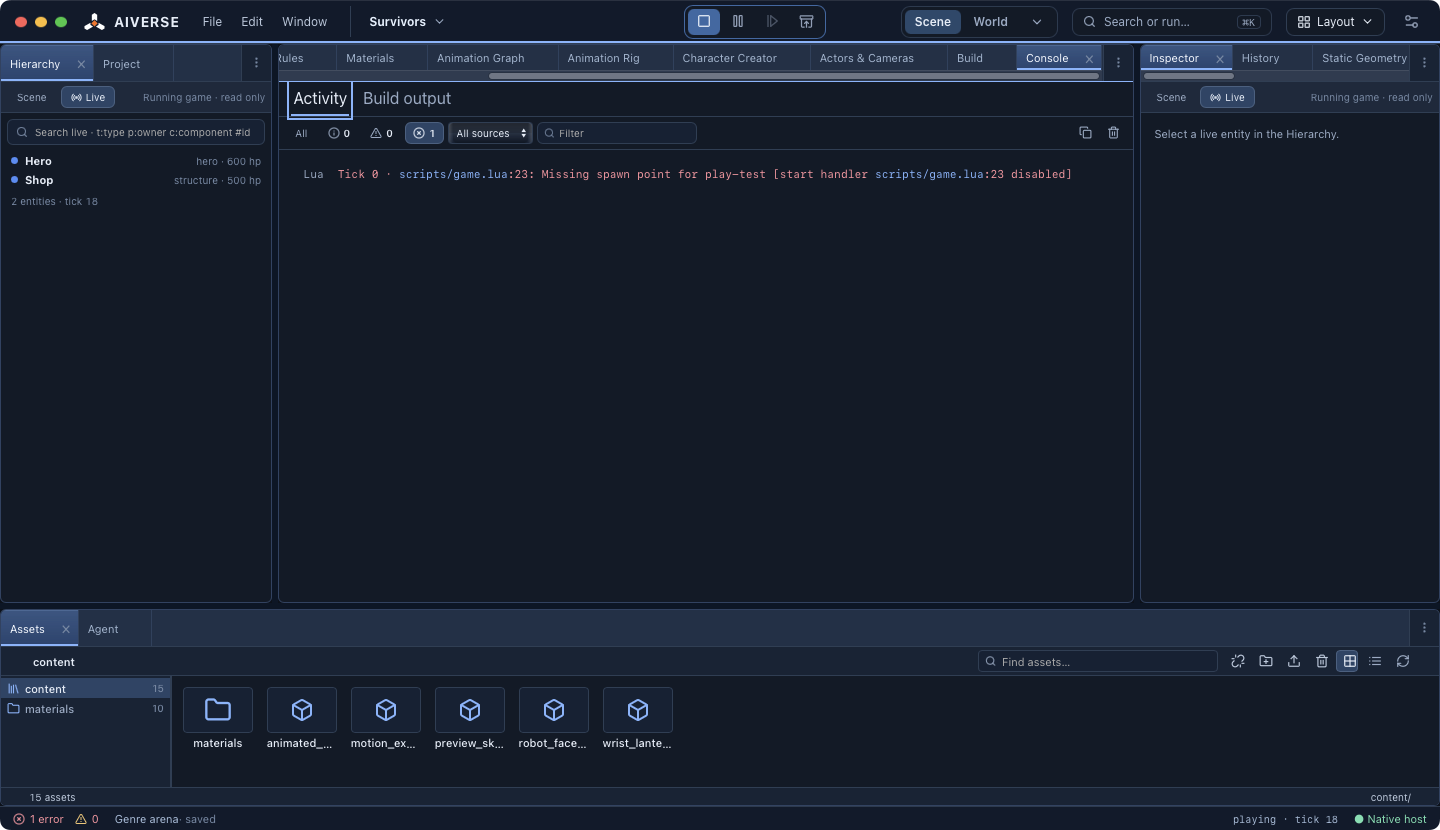 AIVERSE File Edit Window Survivors Scene World Search or run... ⌘K Layout
Hierarchy Project
Rules Materials Animation Graph Animation Rig Character Creator Actors & Cameras Build Console
Inspector History Static Geometry
Scene Live Running game · read only
Activity Build output
Scene Live Running game · read only
Search live · t:type p:owner c:component #id
All 0 0 1 All sources Filter
Select a live entity in the Hierarchy.
Hero hero · 600 hp
Shop structure · 500 hp
2 entities · tick 18
Lua Tick 0 · scripts/game.lua:23: Missing spawn point for play-test [start handler scripts/game.lua:23 disabled]
Assets Agent
content Find assets...
content 15
materials 10
materials animated_... motion_ex... preview_sk... robot_face... wrist_lante...
15 assets content/
1 error 0 Genre arena · saved playing · tick 18 Native host